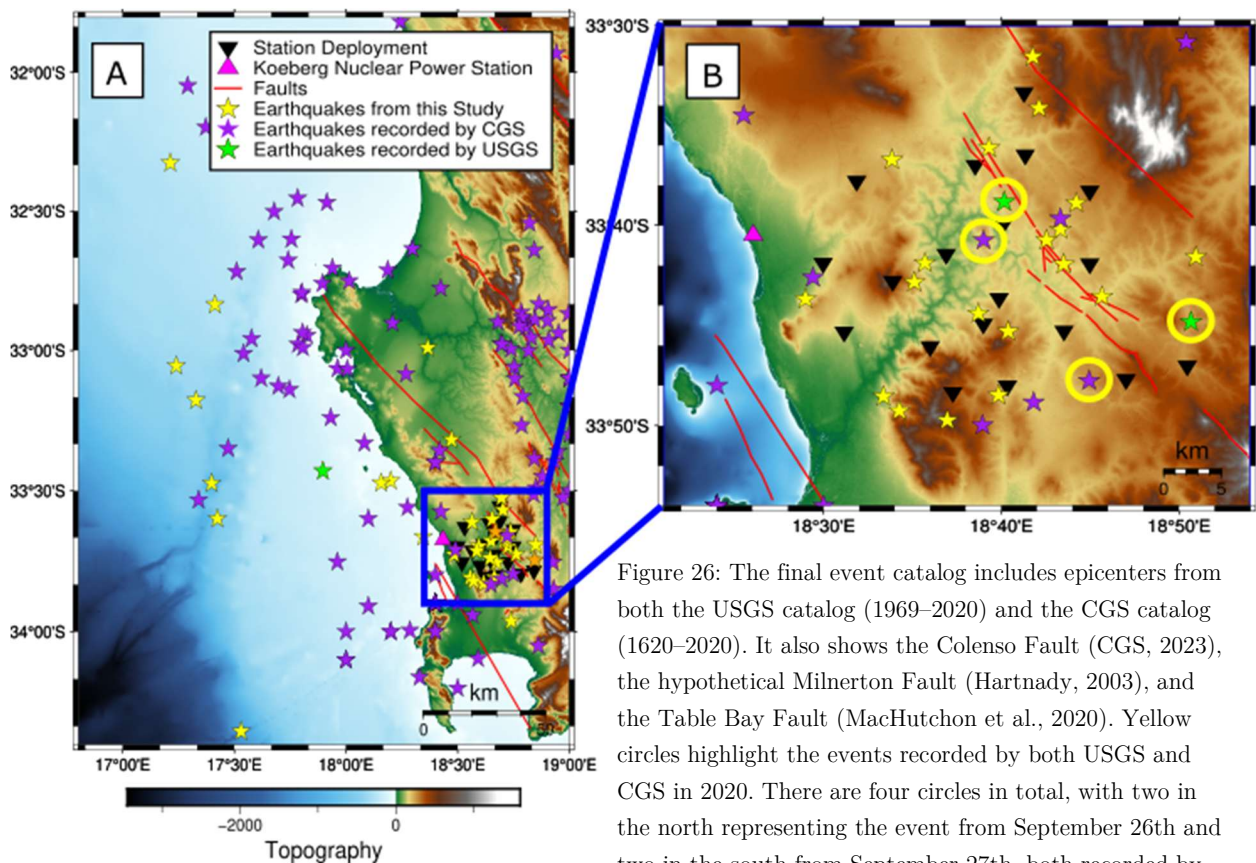 A
Station Deployment
Koeberg Nuclear Power Station
Faults
Earthquakes from this Study
Earthquakes recorded by CGS
Earthquakes recorded by USGS
32°00'S
32°30'S
33°00'S
33°30'S
34°00'S
17°00'E
17°30'E
18°00'E
18°30'E
19°00'E
km
0
−2000
0
Topography
B
33°30'S
33°40'S
33°50'S
18°30'E
18°40'E
18°50'E
km
0
5
Figure 26: The final event catalog includes epicenters from
both the USGS catalog (1969–2020) and the CGS catalog
(1620–2020). It also shows the Colenso Fault (CGS, 2023),
the hypothetical Milnerton Fault (Hartnady, 2003), and
the Table Bay Fault (MacHutchon et al., 2020). Yellow
circles highlight the events recorded by both USGS and
CGS in 2020. There are four circles in total, with two in
the north representing the event from September 26th and
two in the south from September 27th, both recorded by